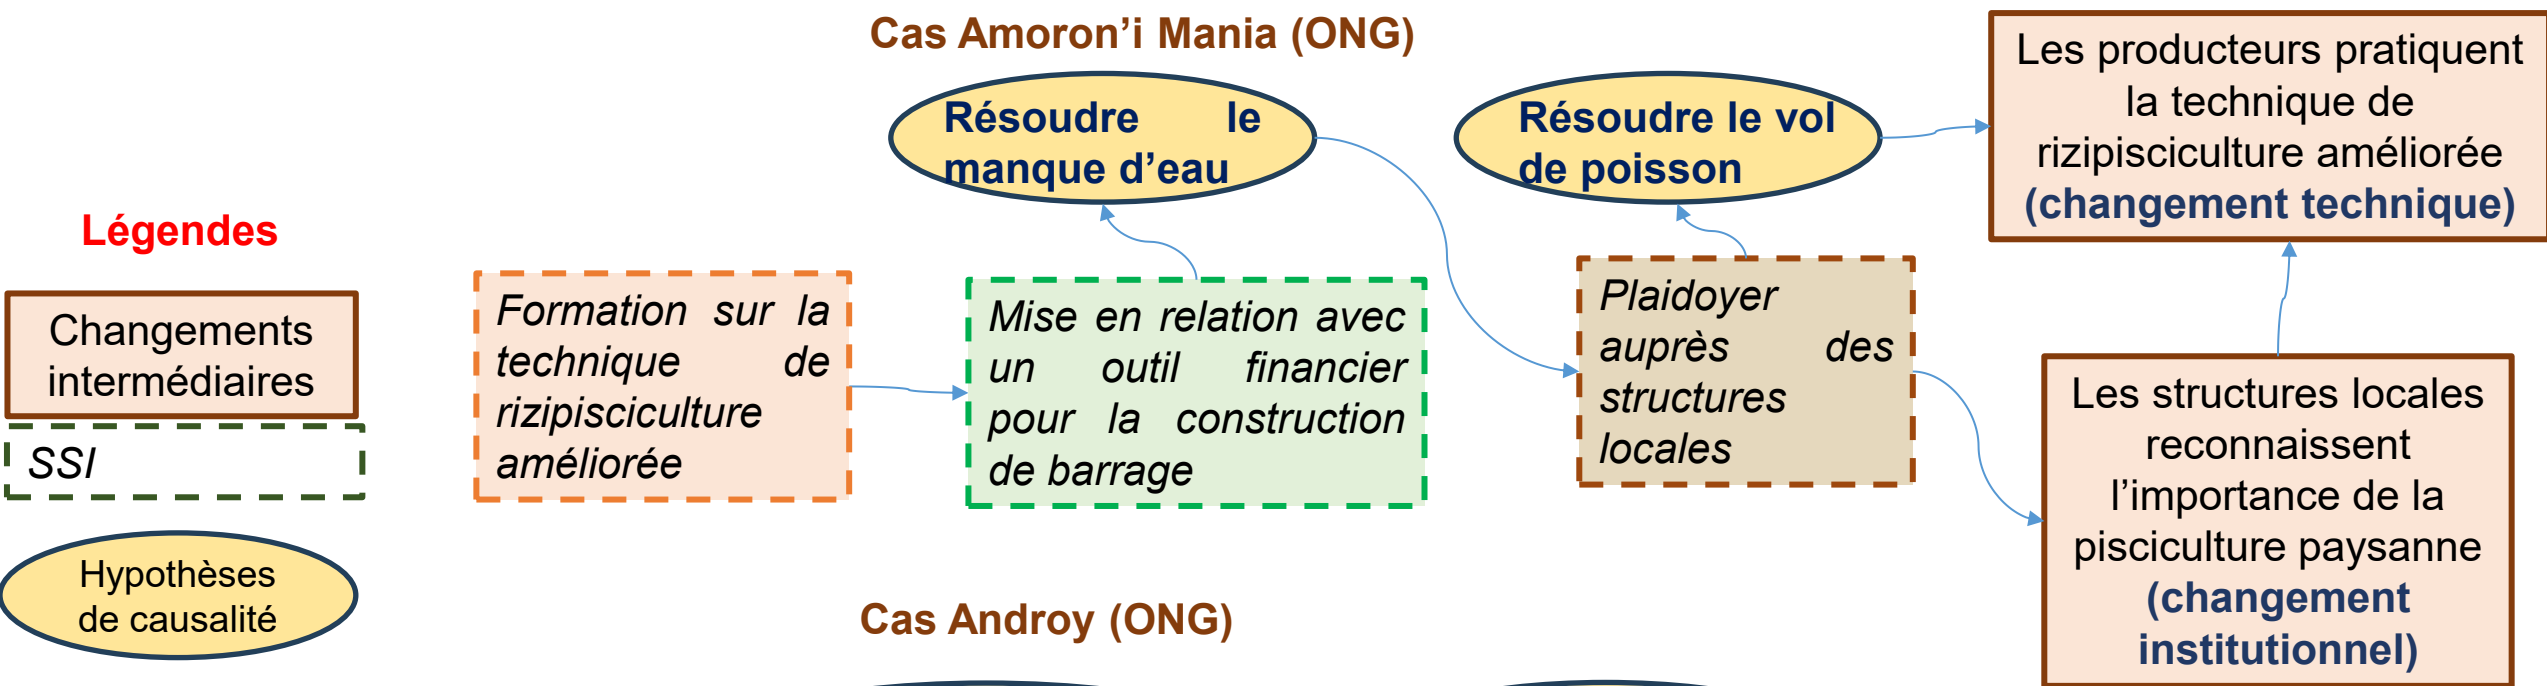 Cas Amoron’i Mania (ONG)
Résoudre le
manque d’eau
Résoudre le vol
de poisson
Les producteurs pratiquent
la technique de
rizipisciculture améliorée
(changement technique)
Légendes
Changements
intermédiaires
SSI
Hypothèses
de causalité
Formation sur la
technique de
rizipisciculture
améliorée
Mise en relation avec
un outil financier
pour la construction
de barrage
Plaidoyer
auprès des
structures
locales
Les structures locales
reconnaissent
l’importance de la
pisciculture paysanne
(changement
institutionnel)
Cas Androy (ONG)